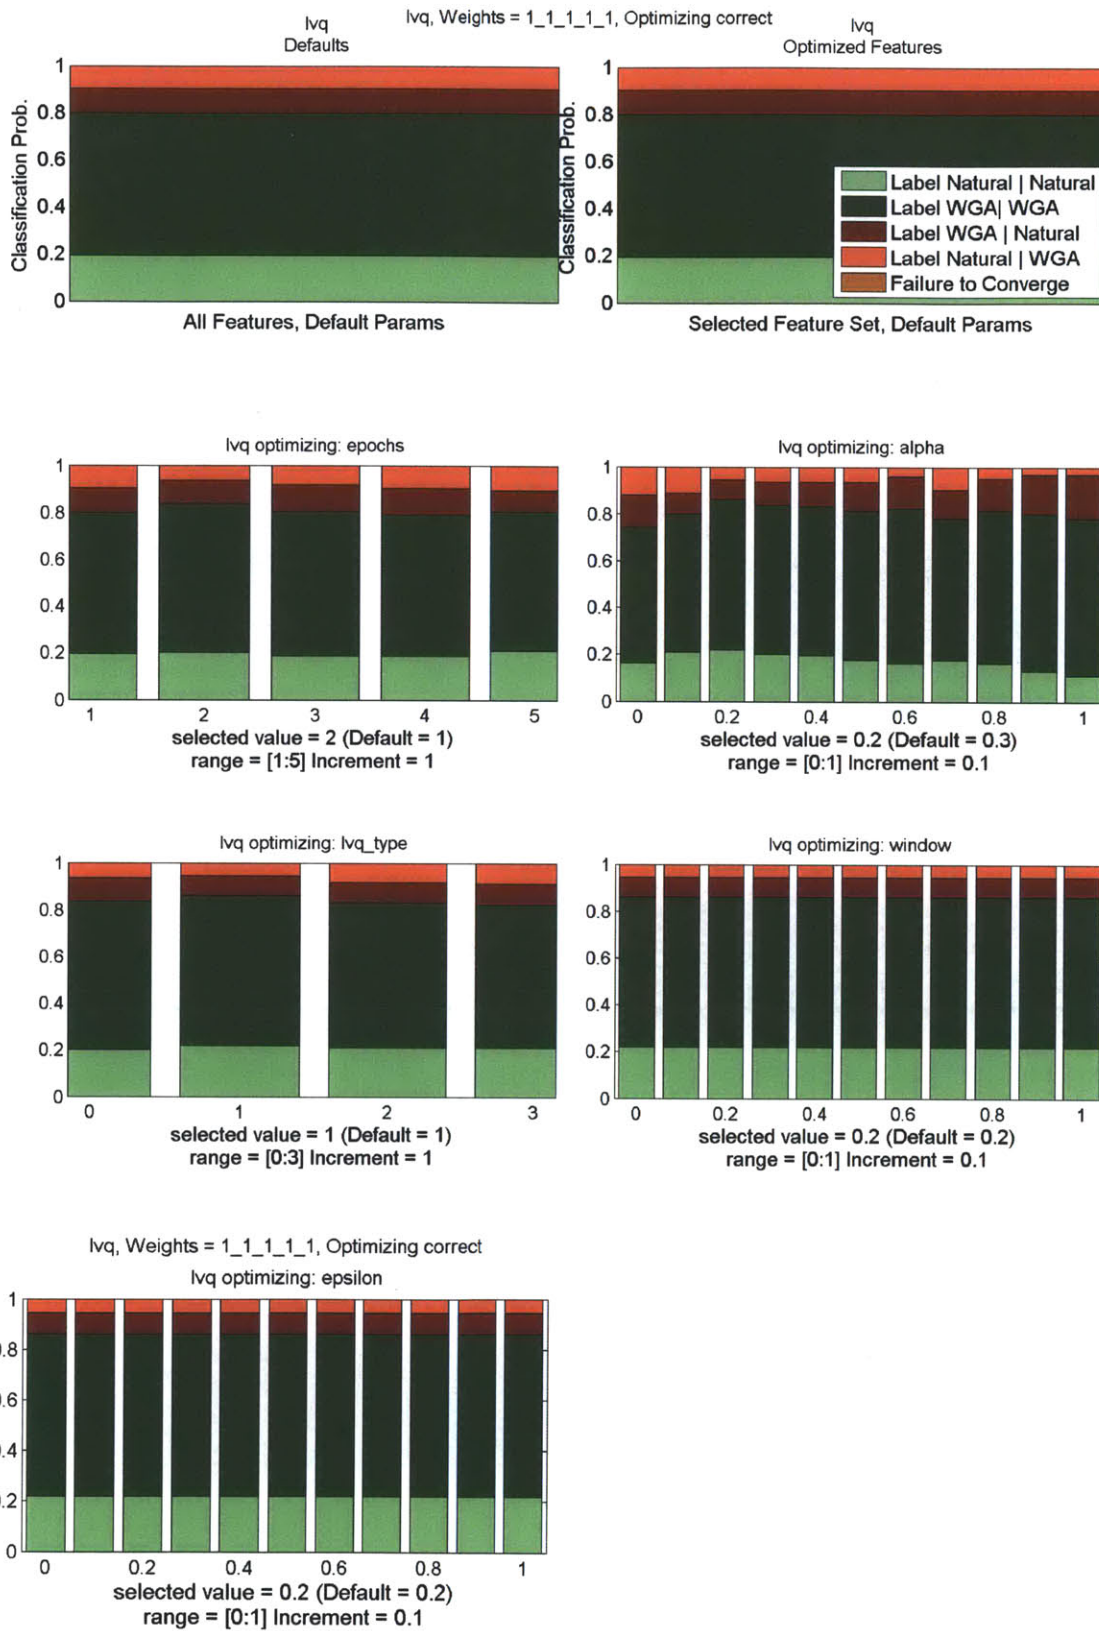 lvq, Weights = 1_1_1_1_1, Optimizing correct
lvq
Defaults
1
0.8
0.6
0.4
0.2
0
Classification Prob.
All Features, Default Params
lvq
Optimized Features
1
0.8
0.6
0.4
0.2
0
Classification Prob.
Label Natural | Natural
Label WGA| WGA
Label WGA | Natural
Label Natural | WGA
Failure to Converge
Selected Feature Set, Default Params
lvq optimizing: epochs
1
0.8
0.6
0.4
0.2
0
1 2 3 4 5
selected value = 2 (Default = 1)
range = [1:5] Increment = 1
lvq optimizing: alpha
1
0.8
0.6
0.4
0.2
0
0 0.2 0.4 0.6 0.8 1
selected value = 0.2 (Default = 0.3)
range = [0:1] Increment = 0.1
lvq optimizing: lvq_type
1
0.8
0.6
0.4
0.2
0
0 1 2 3
selected value = 1 (Default = 1)
range = [0:3] Increment = 1
lvq optimizing: window
1
0.8
0.6
0.4
0.2
0
0 0.2 0.4 0.6 0.8 1
selected value = 0.2 (Default = 0.2)
range = [0:1] Increment = 0.1
lvq, Weights = 1_1_1_1_1, Optimizing correct
lvq optimizing: epsilon
1
0.8
0.6
0.4
0.2
0
0 0.2 0.4 0.6 0.8 1
selected value = 0.2 (Default = 0.2)
range = [0:1] Increment = 0.1